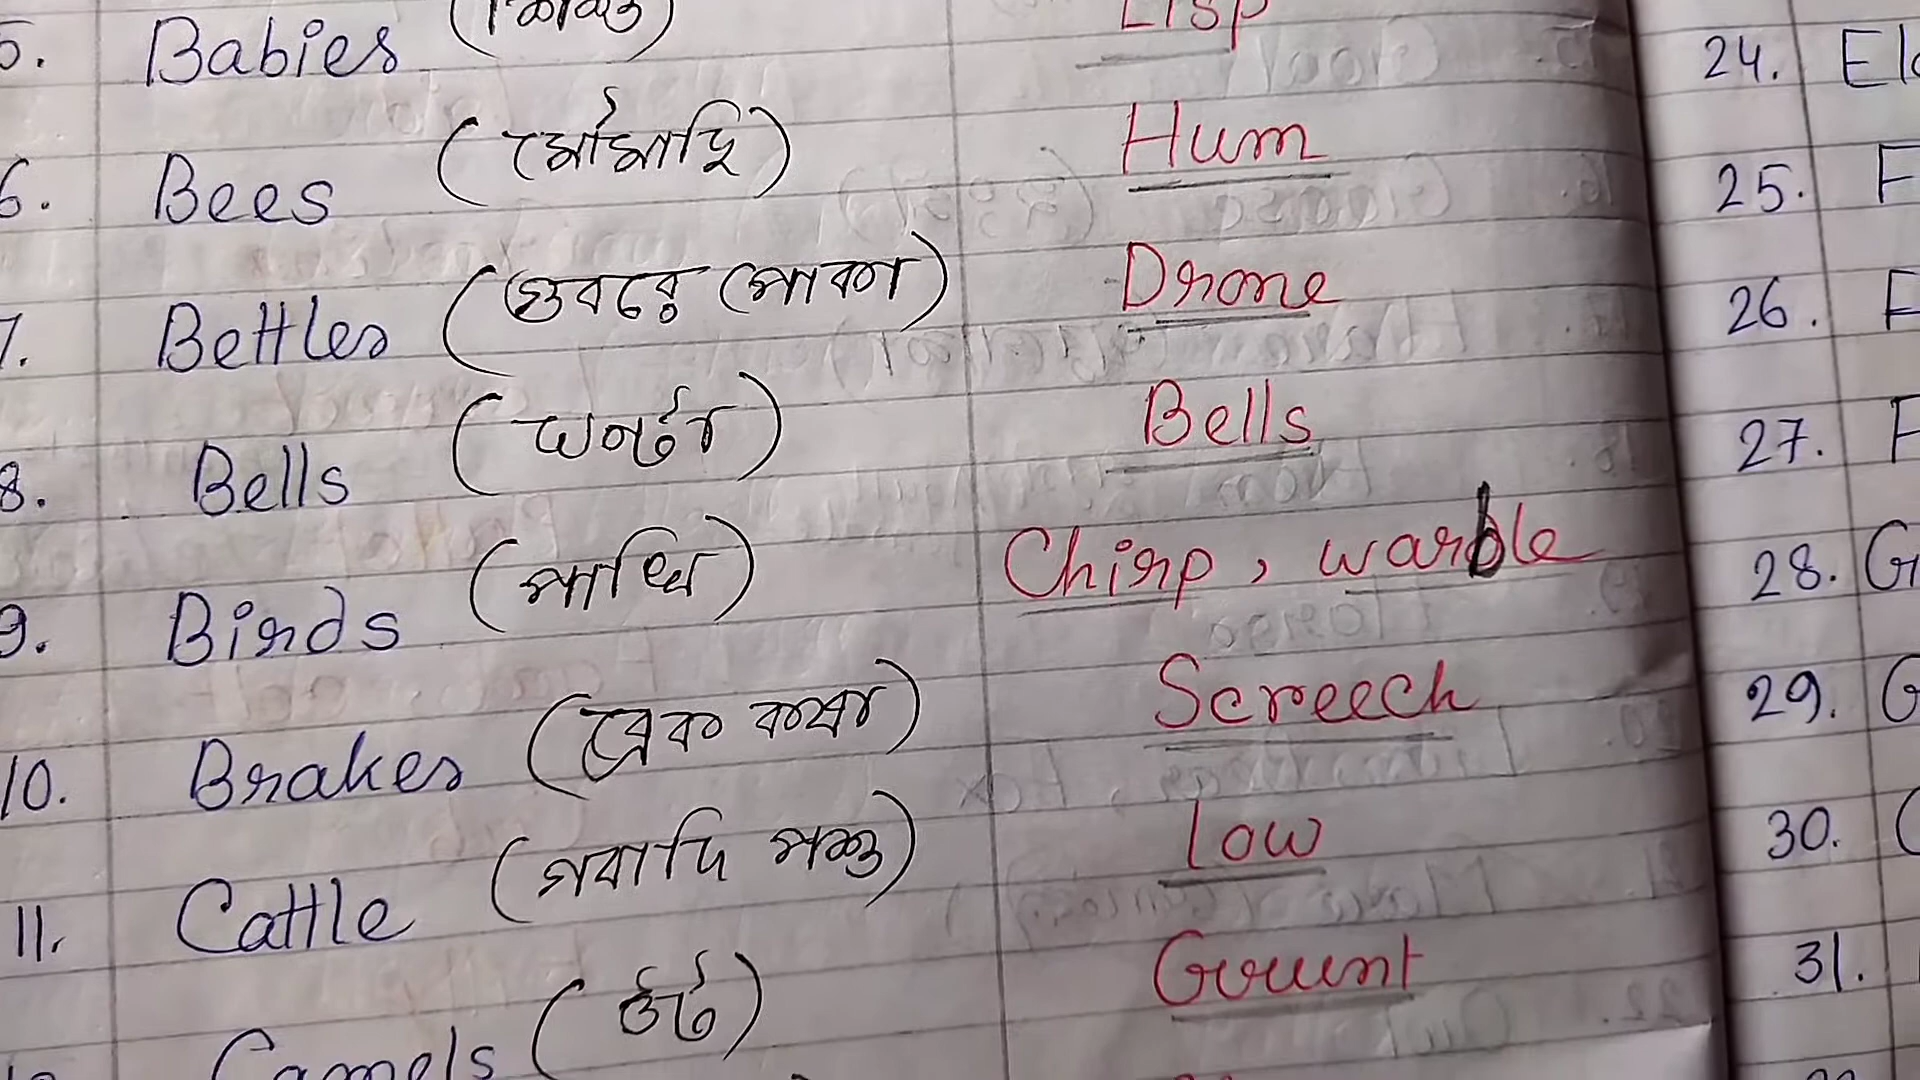 5. Babies (শিশু) Lisp
6. Bees (মৌমাছি) Hum
7. Bettles (গুবরে পোকা) Drone
8. Bells (ঘন্টা) Bells
9. Birds (পাখি) Chirp, warble
10. Brakes (ব্রেক কষা) Screech
11. Cattle (গবাদি পশু) Low
Camels (উট) Grunt
24. El
25. F
26. F
27. F
28. G
29. G
30.
31.